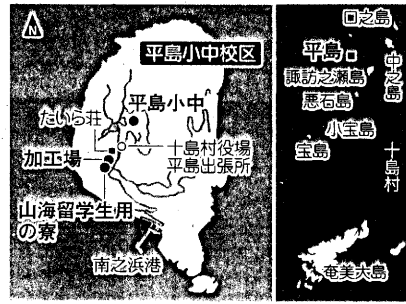 N
平島小中校区
平島小中
たいら荘
十島村役場
平島出張所
加工場
山海留学生用
の寮
南之浜港
口之島
平島
中之島
諏訪之瀬島
悪石島
小宝島
宝島
十島村
奄美大島